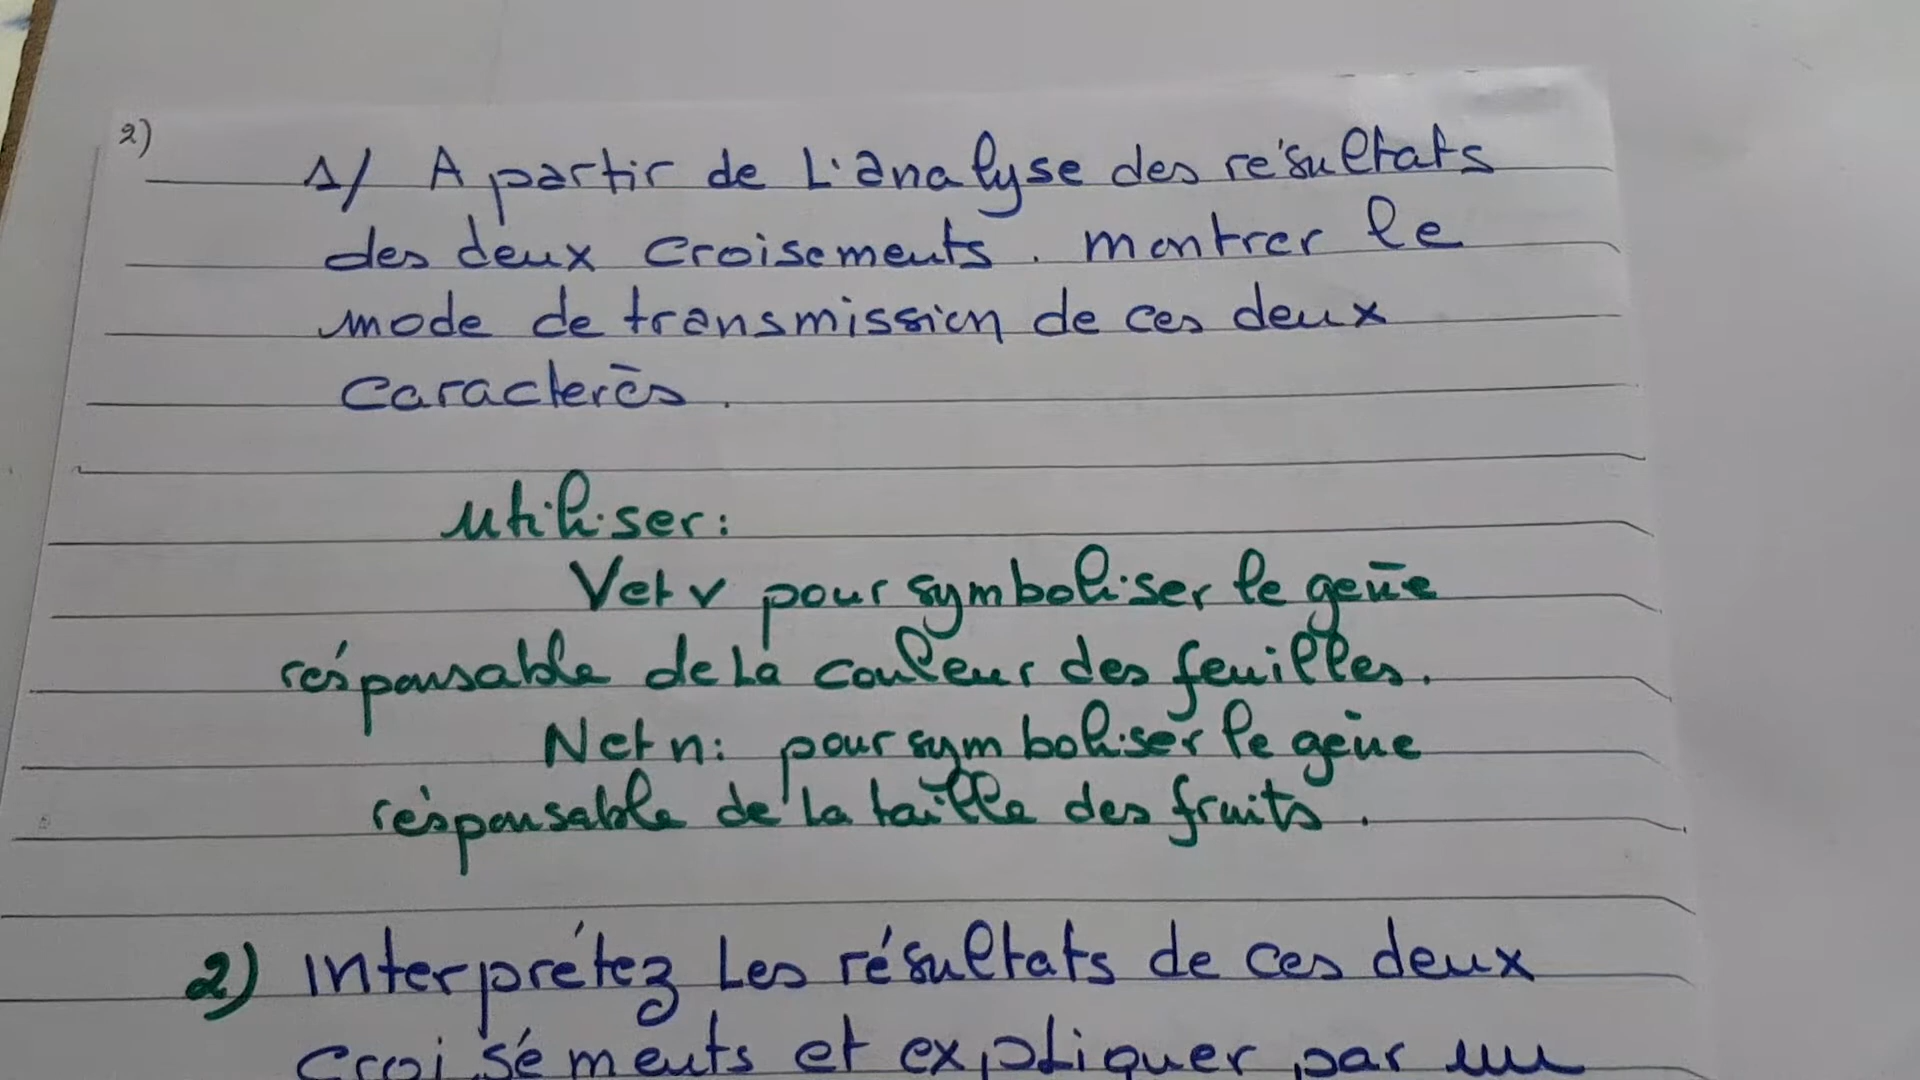 2)
1/ A partir de L'analyse des résultats
des deux croisements. montrer le
mode de transmission de ces deux
caracterès.
utiliser:
V et v pour symboliser le gene
résponsable de la couleur des feuilles.
N et n: pour symboliser le gène
résponsable de la taille des fruits.
2) interprétez Les résultats de ces deux
croisements et expliquer par un